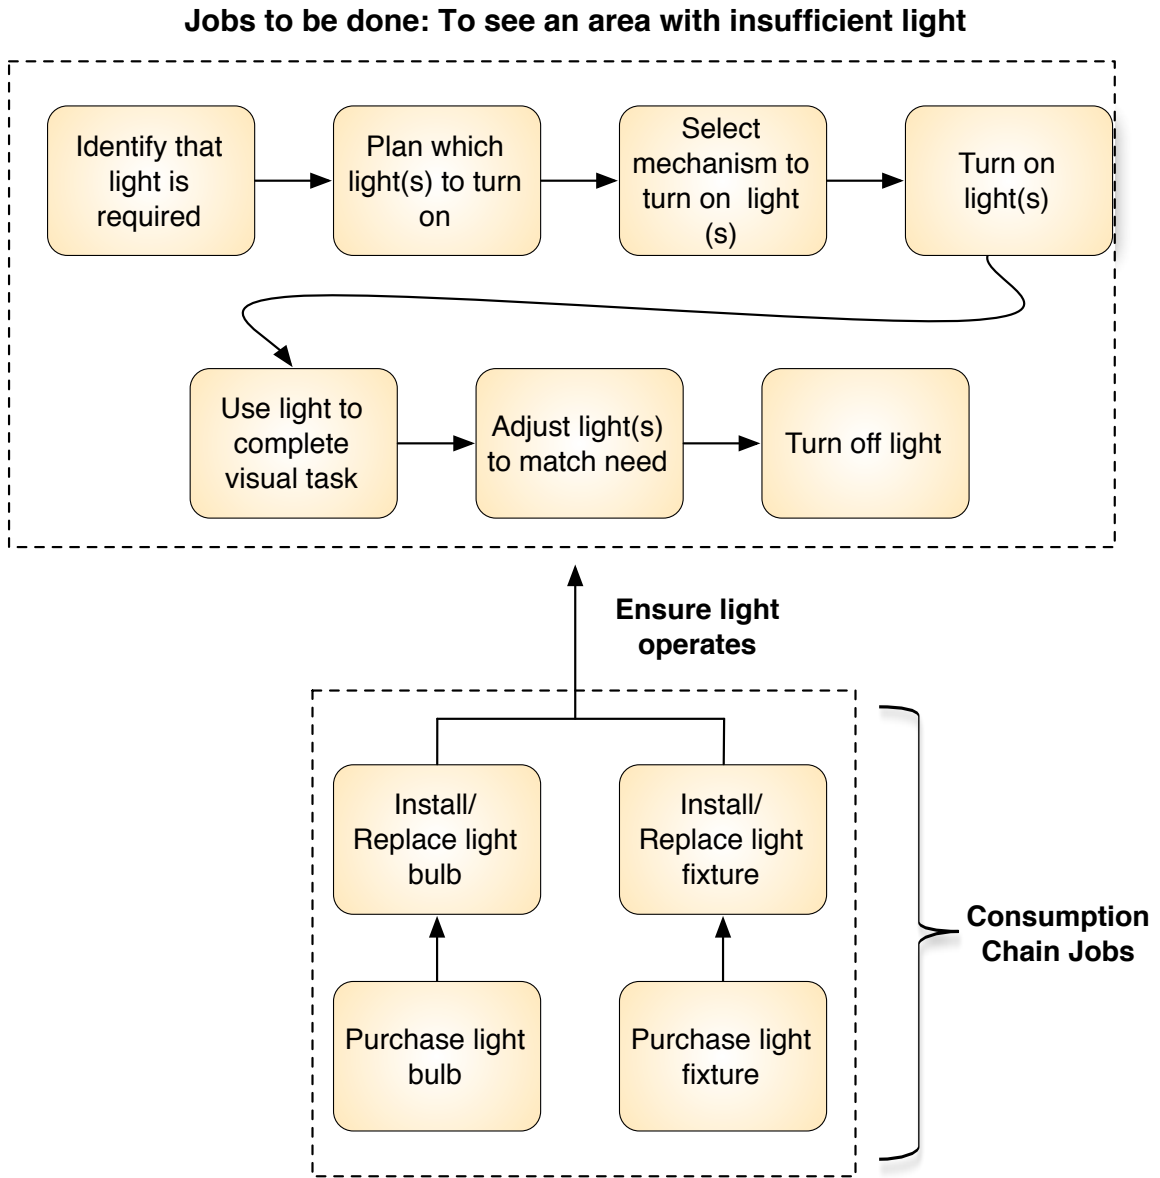 Jobs to be done: To see an area with insufficient light
Identify that
light is
required
Plan which
light(s) to turn
on
Select
mechanism to
turn on light
(s)
Turn on
light(s)
Use light to
complete
visual task
Adjust light(s)
to match need
Turn off light
Ensure light
operates
Install/
Replace light
bulb
Install/
Replace light
fixture
Consumption
Chain Jobs
Purchase light
bulb
Purchase light
fixture